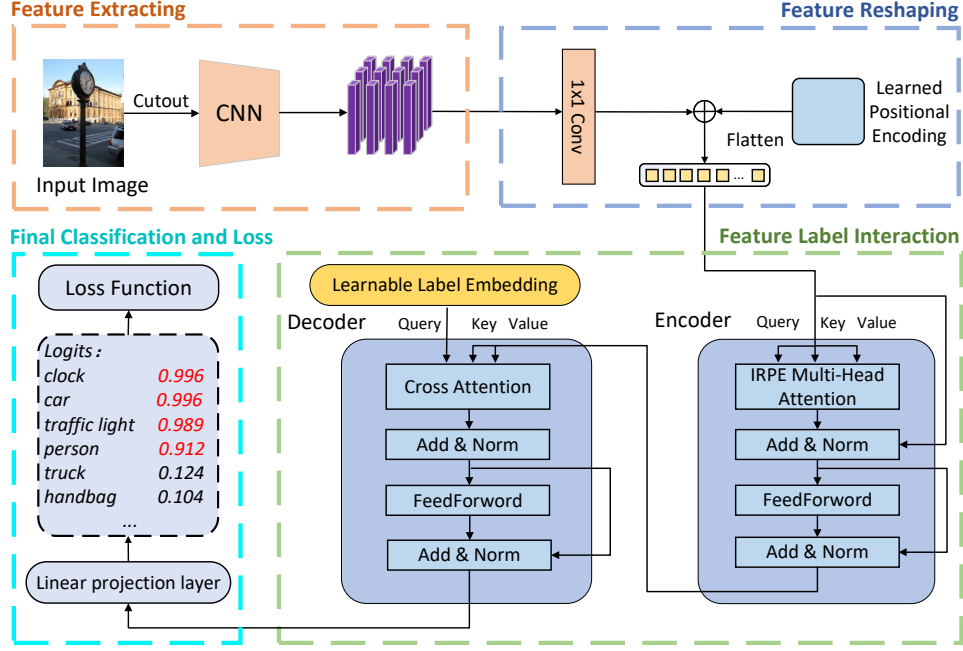 Feature Extracting
Input Image
Cutout
CNN
Feature Reshaping
1x1 Conv
Flatten
...
Learned
Positional
Encoding
Final Classification and Loss
Loss Function
Logits:
clock 0.996
car 0.996
traffic light 0.989
person 0.912
truck 0.124
handbag 0.104
...
Linear projection layer
Feature Label Interaction
Learnable Label Embedding
Decoder
Query Key Value
Cross Attention
Add & Norm
FeedForword
Add & Norm
Encoder
Query Key Value
IRPE Multi-Head
Attention
Add & Norm
FeedForword
Add & Norm